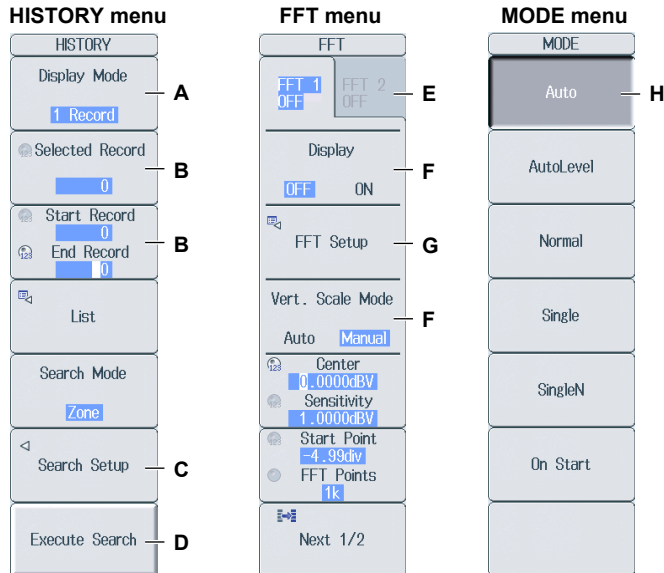 HISTORY menu
HISTORY
Display Mode
1 Record
A
Selected Record
0
B
Start Record
0
End Record
0
B
List
Search Mode
Zone
Search Setup
C
Execute Search
D
FFT menu
FFT
FFT 1
OFF
FFT 2
OFF
E
Display
OFF ON
F
FFT Setup
G
Vert. Scale Mode
Auto Manual
F
Center
0.0000dBV
Sensitivity
1.0000dBV
Start Point
-4.99div
FFT Points
1k
Next 1/2
MODE menu
MODE
Auto
H
AutoLevel
Normal
Single
SingleN
On Start